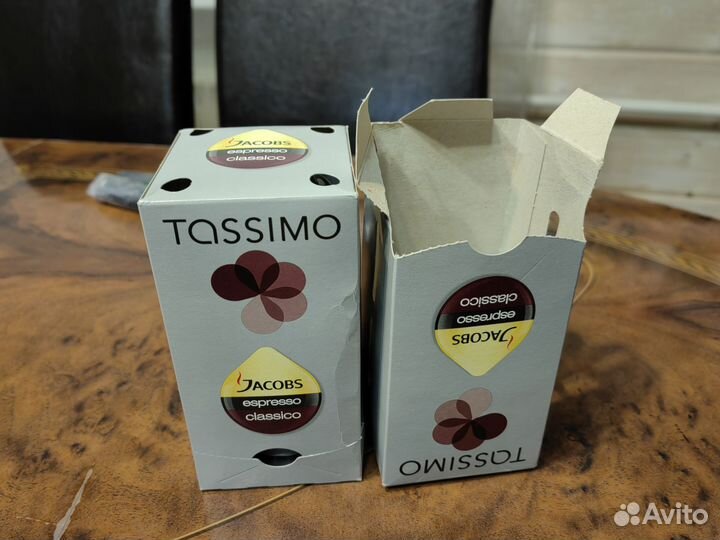 JACOBS
espresso
classico
TASSIMO
JACOBS
espresso
classico
classico
espresso
JACOBS
TASSIMO
Avito